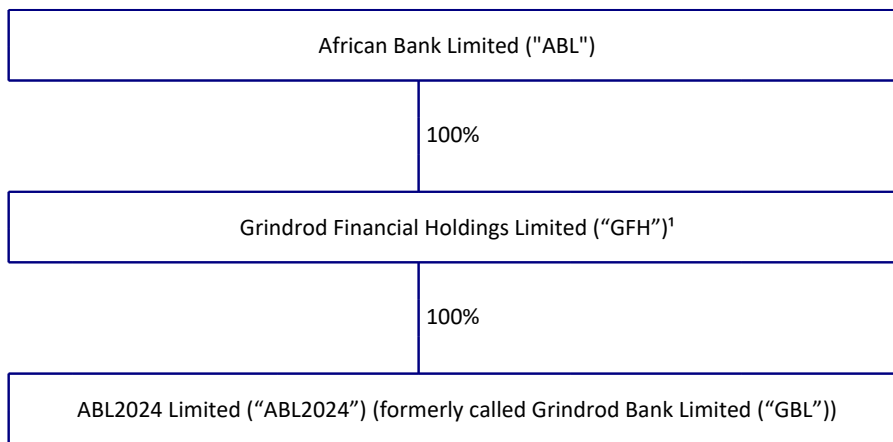 African Bank Limited ("ABL")
100%
Grindrod Financial Holdings Limited (“GFH”)¹
100%
ABL2024 Limited (“ABL2024”) (formerly called Grindrod Bank Limited (“GBL”))